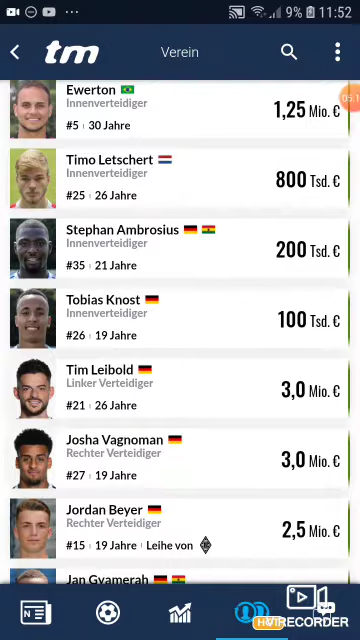 9% 11:52
tm Verein
05:1
Ewerton
Innenverteidiger
#5 30 Jahre
1,25 Mio. €
Timo Letschert
Innenverteidiger
#25 26 Jahre
800 Tsd. €
Stephan Ambrosius
Innenverteidiger
#35 21 Jahre
200 Tsd. €
Tobias Knost
Innenverteidiger
#26 19 Jahre
100 Tsd. €
Tim Leibold
Linker Verteidiger
#21 26 Jahre
3,0 Mio. €
Josha Vagnoman
Rechter Verteidiger
#27 19 Jahre
3,0 Mio. €
Jordan Beyer
Rechter Verteidiger
#15 19 Jahre Leihe von
2,5 Mio. €
Jan Gyamerah
VIRECORDER